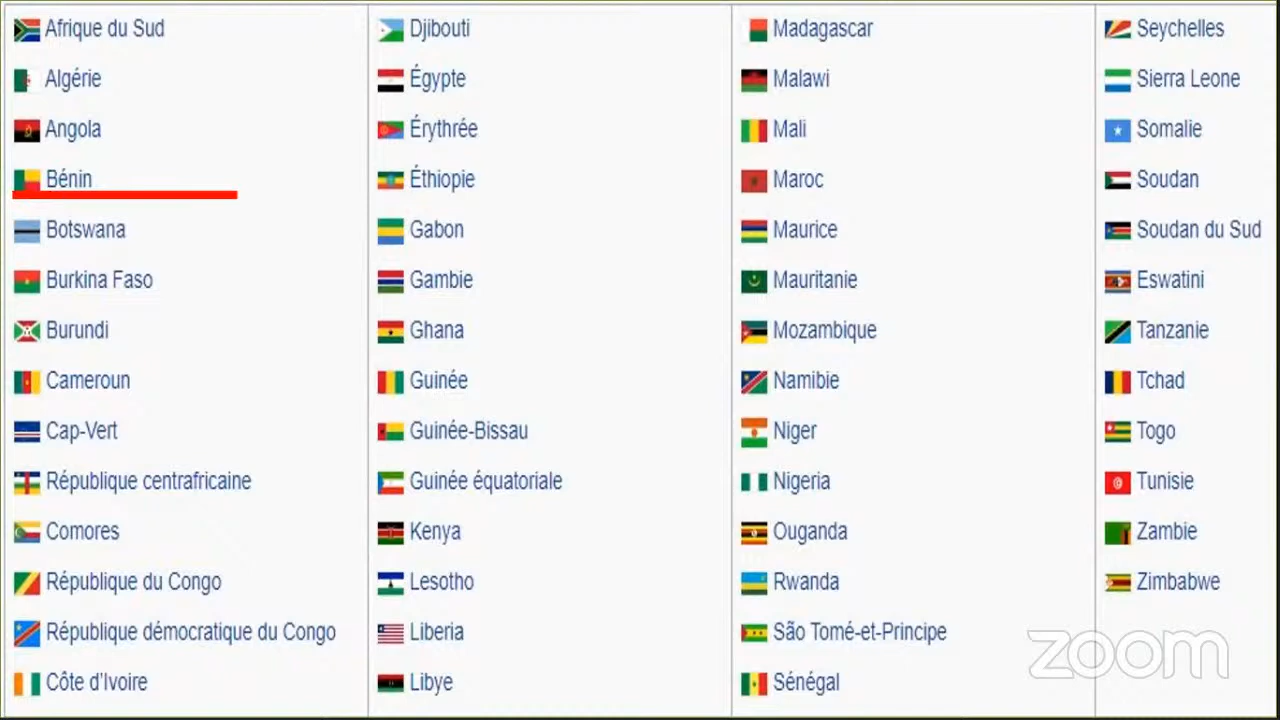 Afrique du Sud
Algérie
Angola
Bénin
Botswana
Burkina Faso
Burundi
Cameroun
Cap-Vert
République centrafricaine
Comores
République du Congo
République démocratique du Congo
Côte d'Ivoire
Djibouti
Égypte
Érythrée
Éthiopie
Gabon
Gambie
Ghana
Guinée
Guinée-Bissau
Guinée équatoriale
Kenya
Lesotho
Liberia
Libye
Madagascar
Malawi
Mali
Maroc
Maurice
Mauritanie
Mozambique
Namibie
Niger
Nigeria
Ouganda
Rwanda
São Tomé-et-Principe
Sénégal
Seychelles
Sierra Leone
Somalie
Soudan
Soudan du Sud
Eswatini
Tanzanie
Tchad
Togo
Tunisie
Zambie
Zimbabwe
zoom